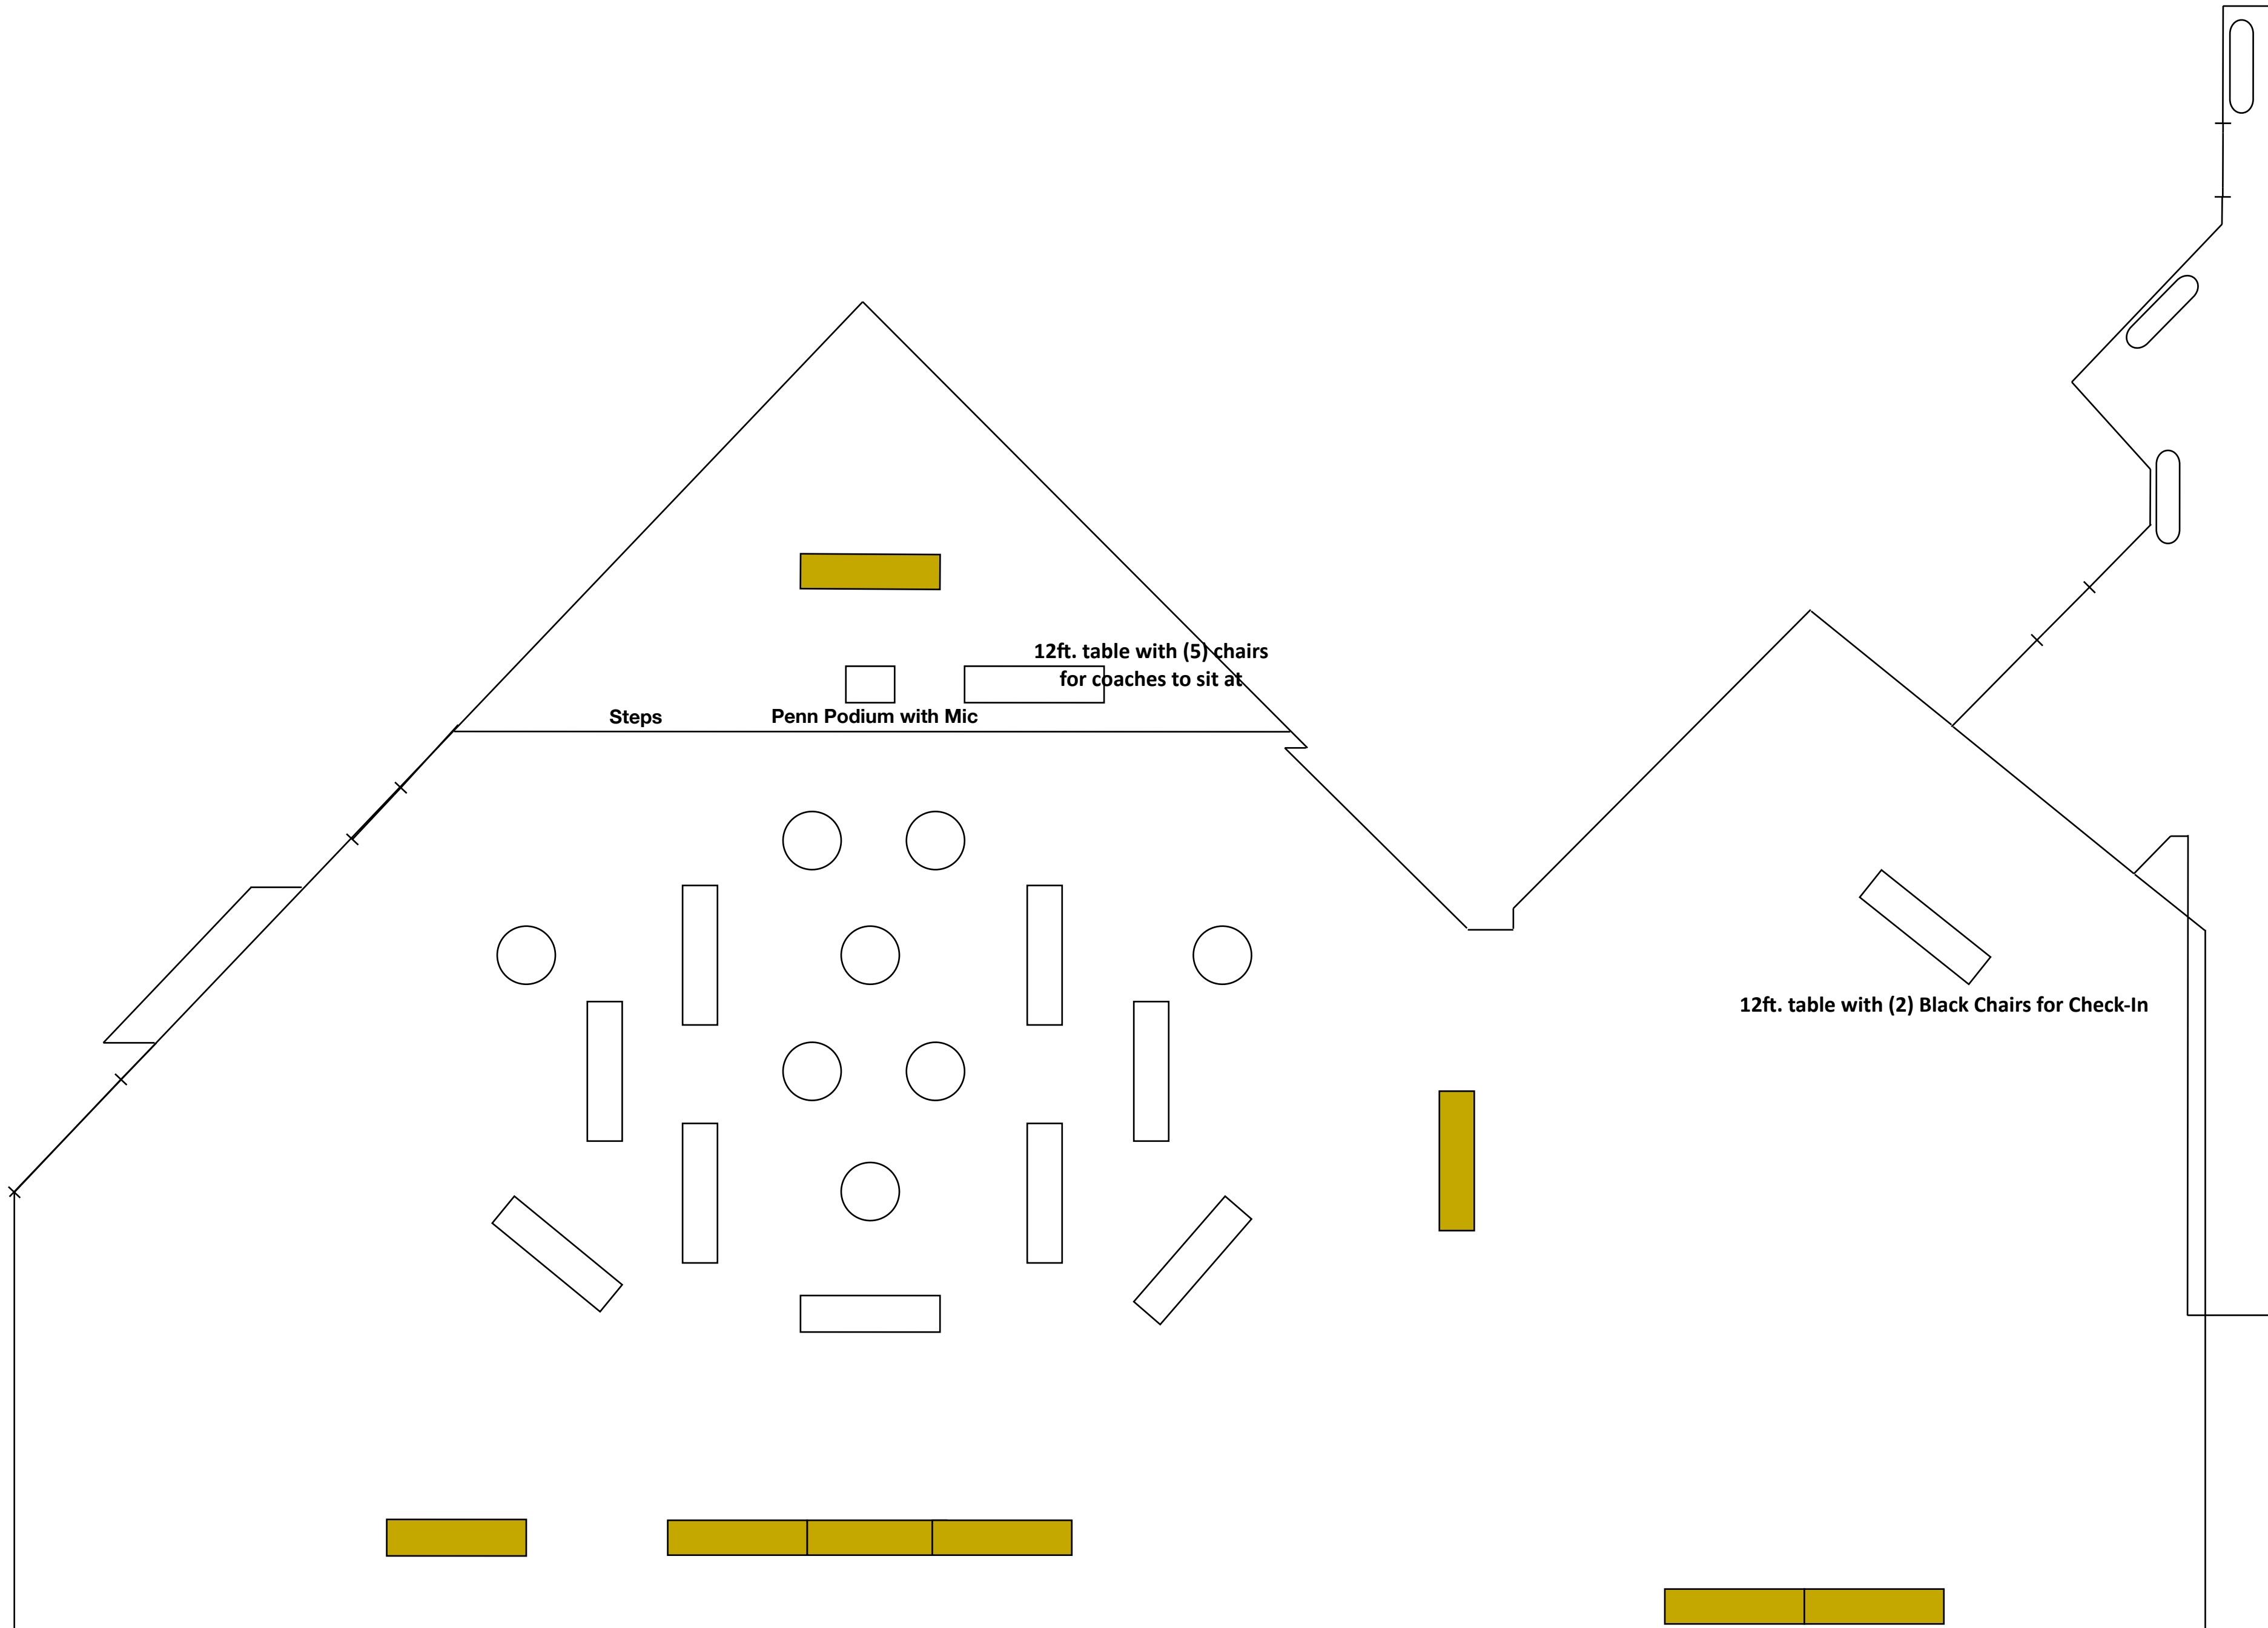 12ft. table with (5) chairs
for coaches to sit at
Steps
Penn Podium with Mic
12ft. table with (2) Black Chairs for Check-In